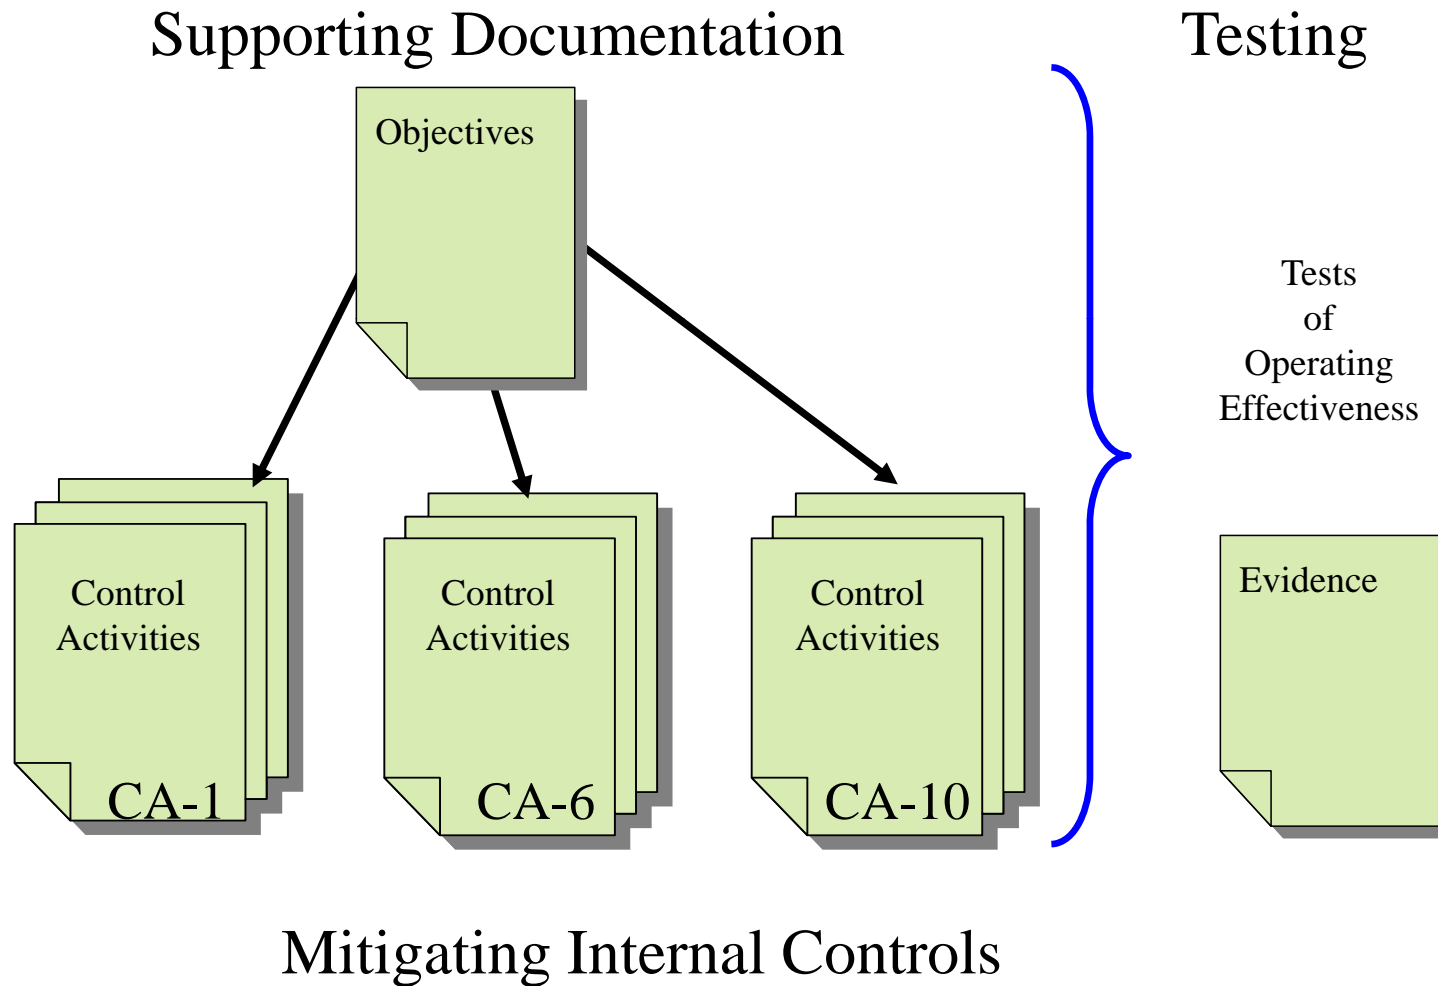 Supporting Documentation
Testing
Objectives
Tests
of
Operating
Effectiveness
Control
Activities
CA-1
Control
Activities
CA-6
Control
Activities
CA-10
Evidence
Mitigating Internal Controls